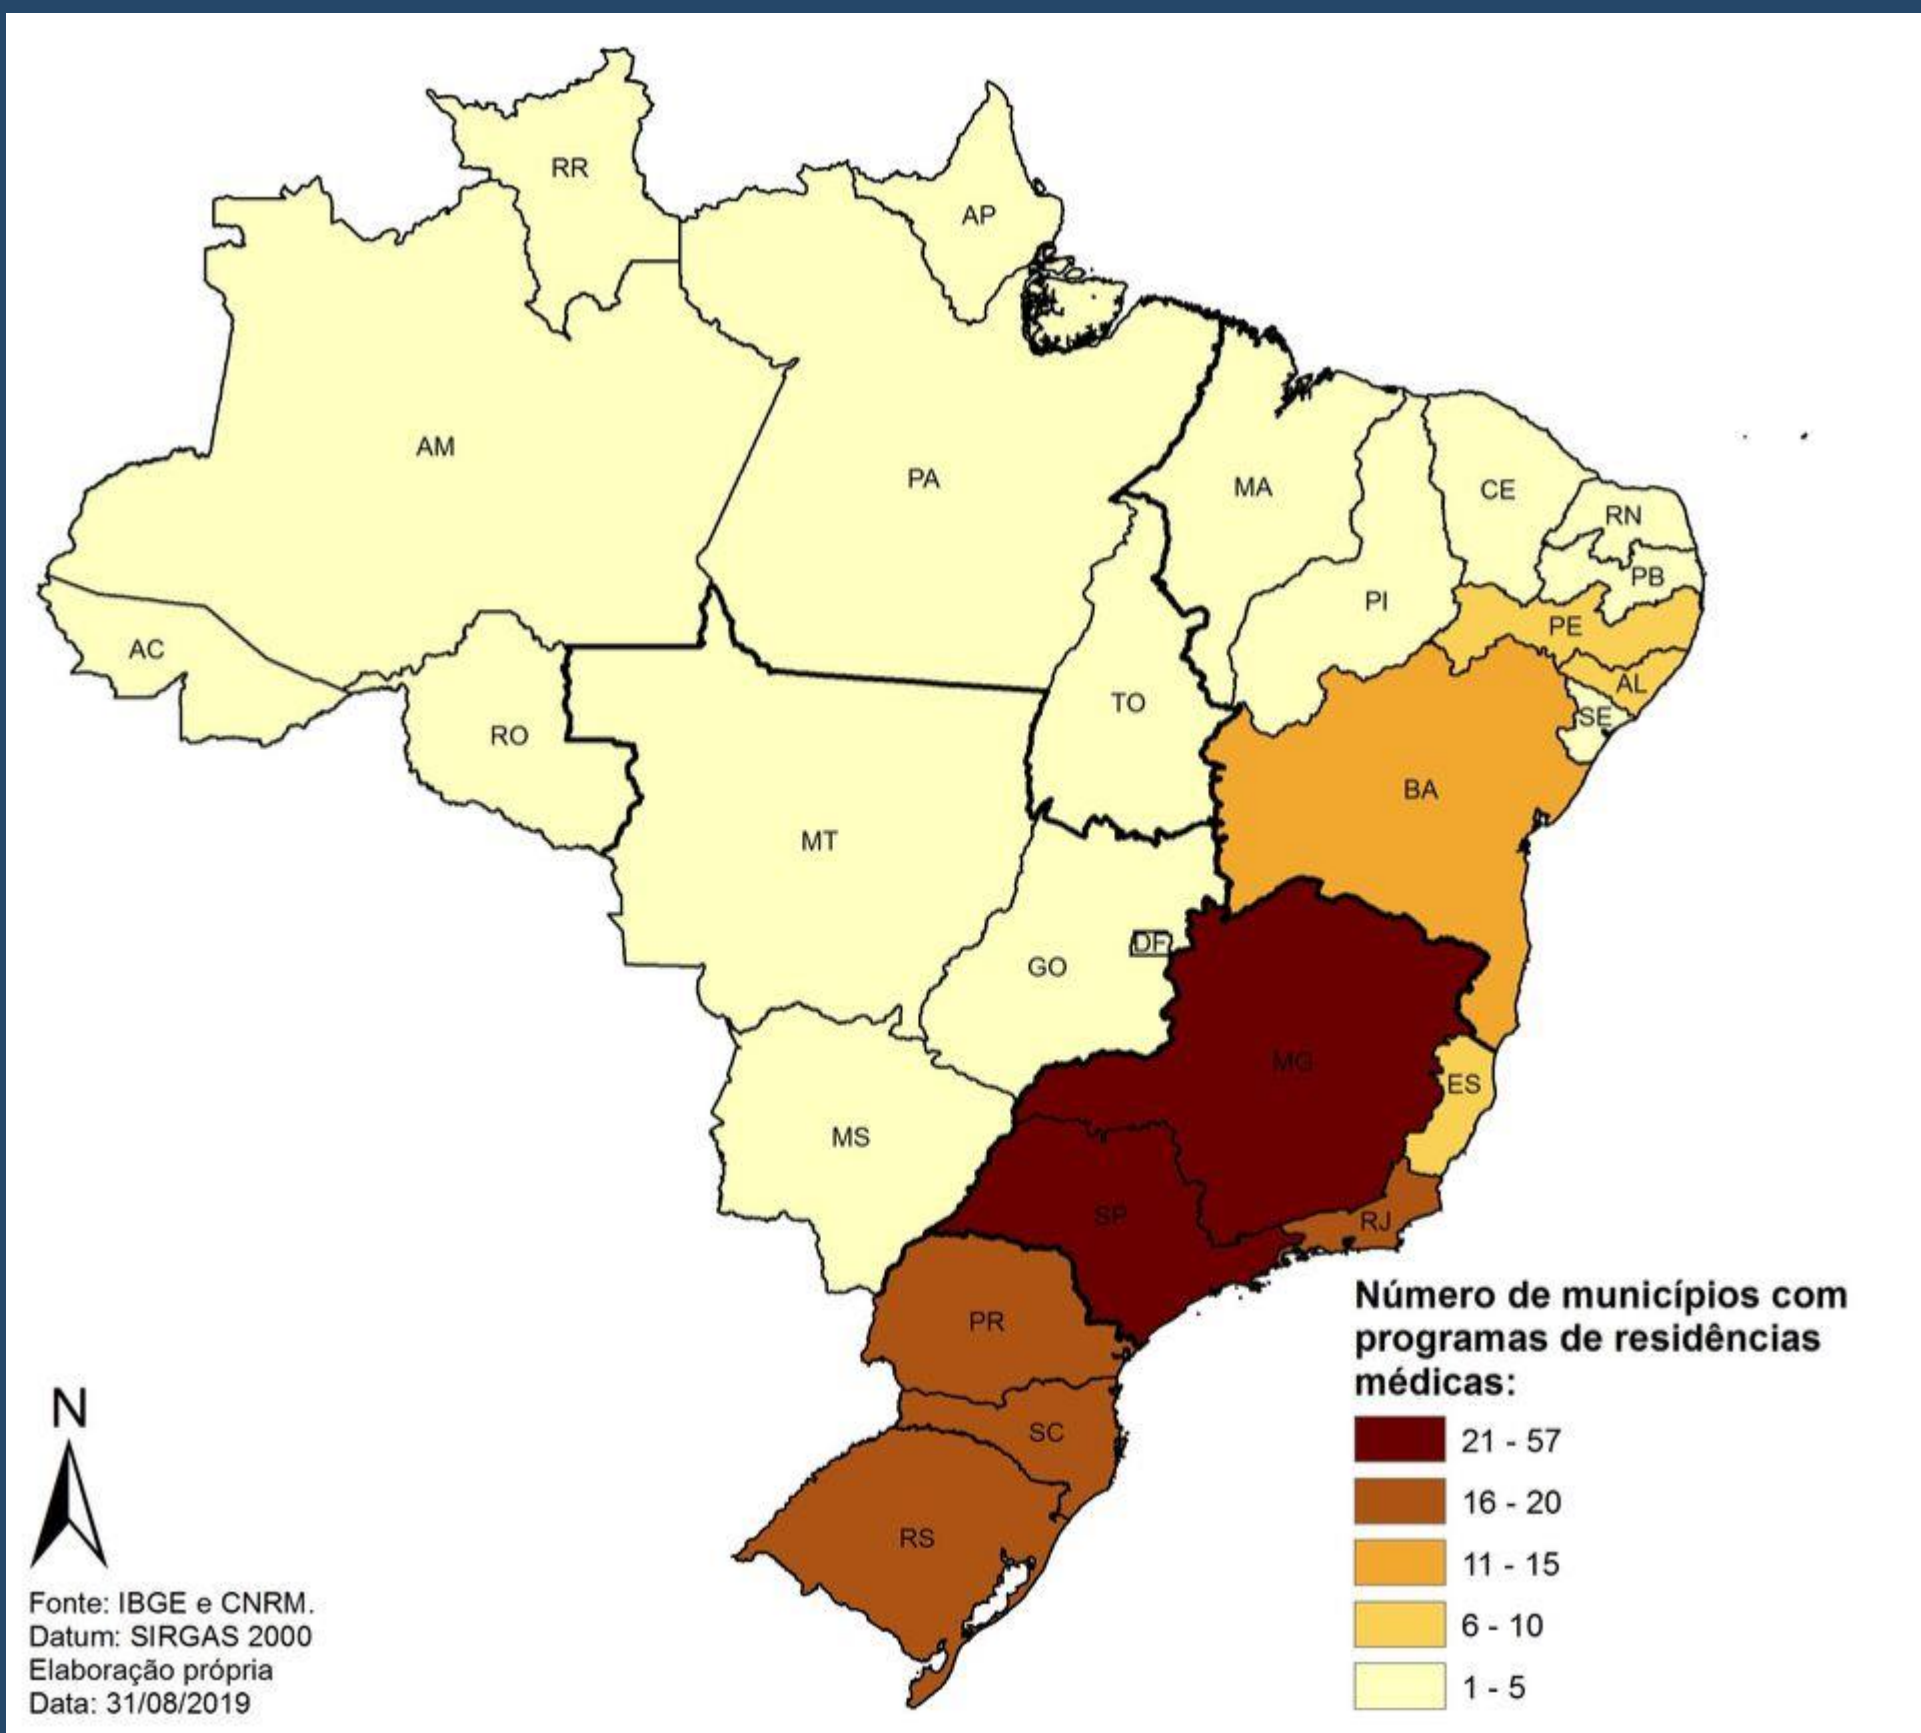 RR
AP
AM
PA
MA
CE
RN
PB
PI
PE
AC
AL
TO
SE
RO
BA
MT
DF
GO
MG
ES
MS
SP
RJ
PR
SC
RS
Número de municípios com
programas de residências
médicas:
21 - 57
16 - 20
11 - 15
6 - 10
1 - 5
N
Fonte: IBGE e CNRM.
Datum: SIRGAS 2000
Elaboração própria
Data: 31/08/2019